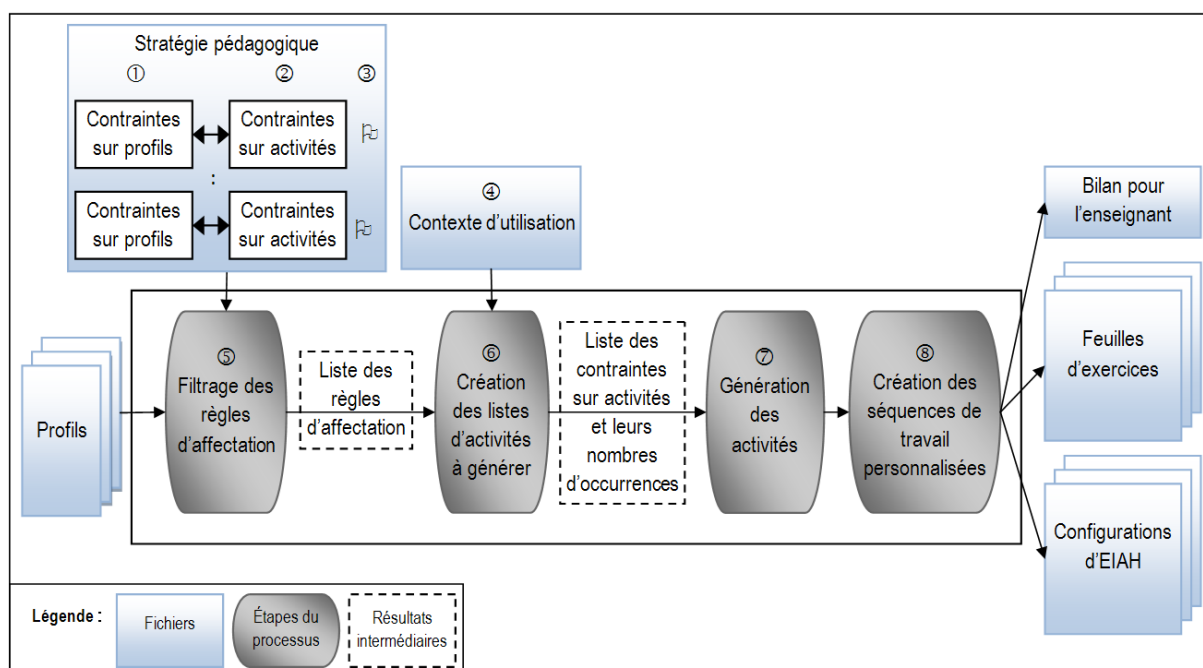 Stratégie pédagogique
① ② ③
Contraintes
sur profils
Contraintes
sur activités
:
Contraintes
sur profils
Contraintes
sur activités
④
Contexte d'utilisation
Bilan pour
l'enseignant
Profils
⑤
Filtrage des
règles
d'affectation
Liste des
règles
d'affectation
⑥
Création
des listes
d'activités
à générer
Liste des
contraintes
sur activités
et leurs
nombres
d'occurrences
⑦
Génération
des
activités
⑧
Création des
séquences de
travail
personnalisées
Feuilles
d'exercices
Configurations
d'EIAH
Légende :
Fichiers
Étapes du
processus
Résultats
intermédiaires